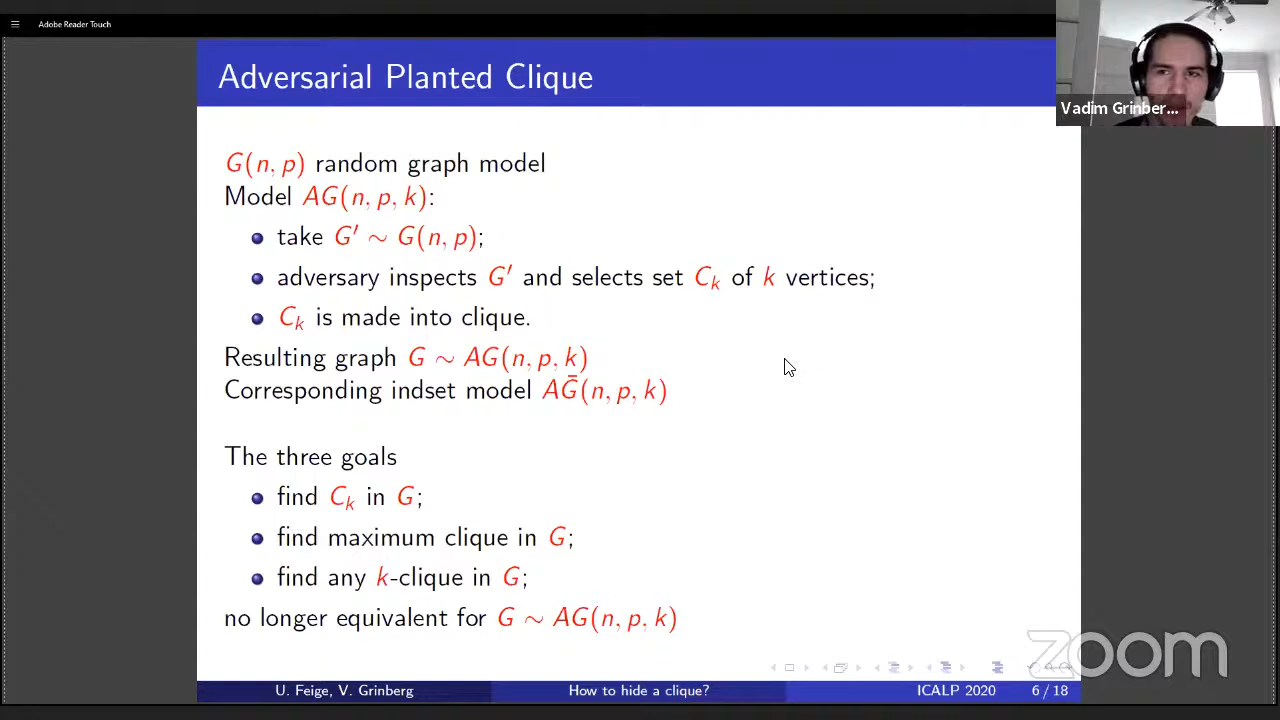 Adobe Reader Touch
Adversarial Planted Clique
Vadim Grinber...
G(n, p) random graph model
Model AG(n, p, k):
take G′ ∼ G(n, p);
adversary inspects G′ and selects set Cₖ of k vertices;
Cₖ is made into clique.
Resulting graph G ∼ AG(n, p, k)
Corresponding indset model AḠ(n, p, k)
The three goals
find Cₖ in G;
find maximum clique in G;
find any k-clique in G;
no longer equivalent for G ∼ AG(n, p, k)
zoom
U. Feige, V. Grinberg How to hide a clique? ICALP 2020 6 / 18